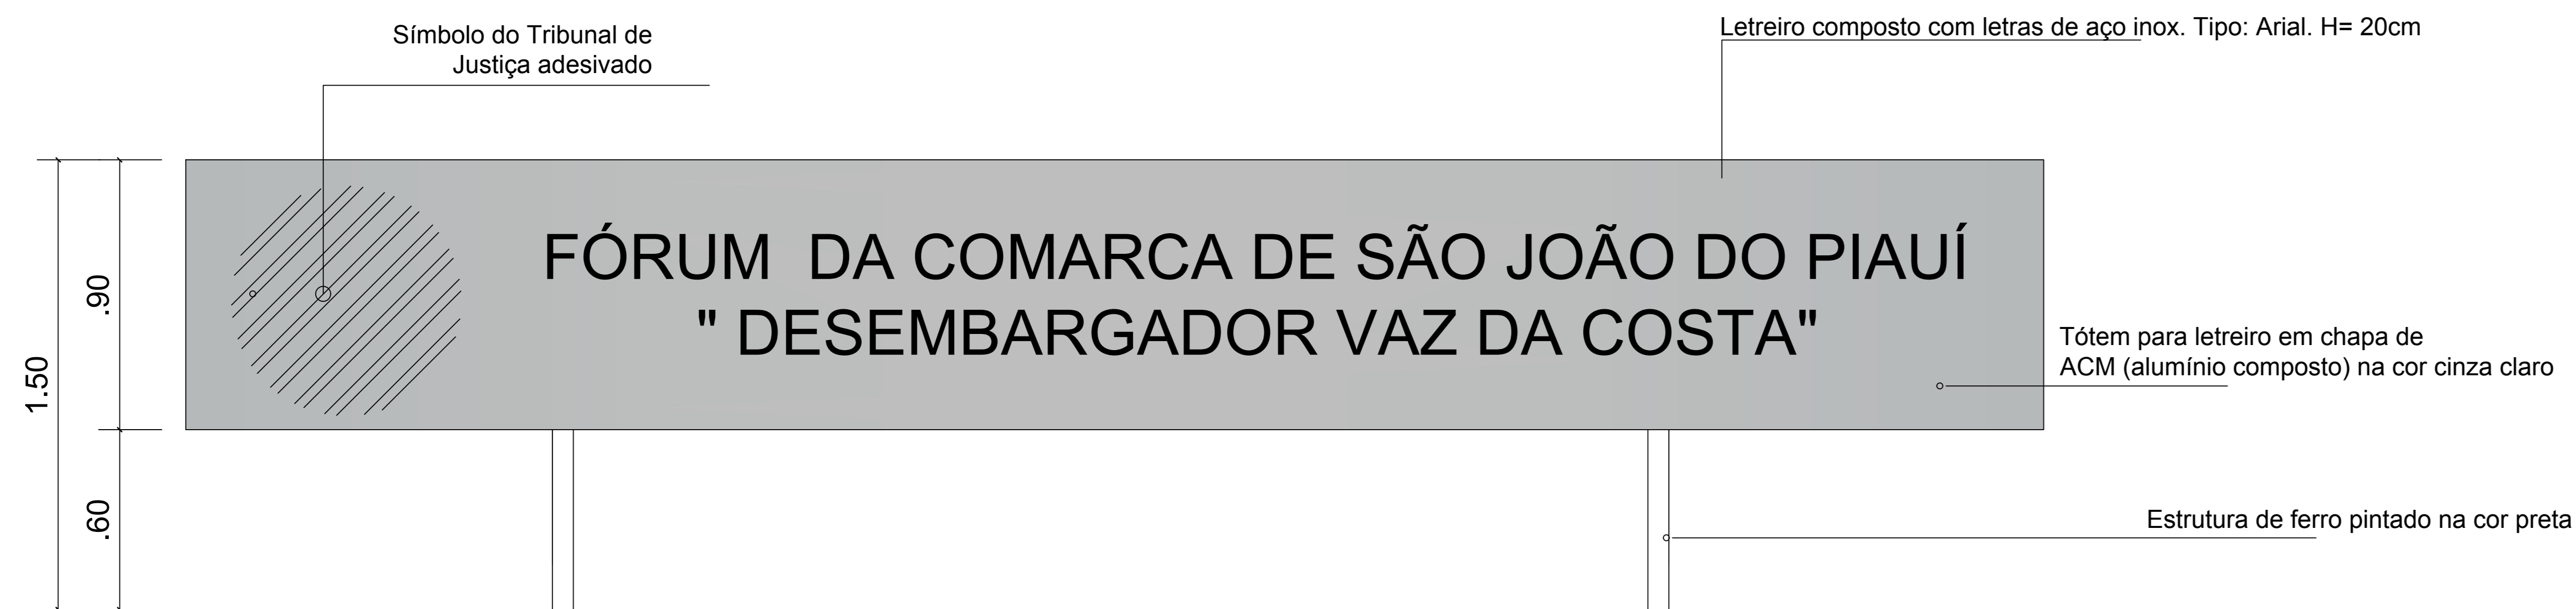 Símbolo do Tribunal de
Justiça adesivado
Letreiro composto com letras de aço inox. Tipo: Arial. H= 20cm
FÓRUM  DA COMARCA DE SÃO JOÃO DO PIAUÍ
" DESEMBARGADOR VAZ DA COSTA"
.90
1.50
.60
Tótem para letreiro em chapa de
ACM (alumínio composto) na cor cinza claro
Estrutura de ferro pintado na cor preta